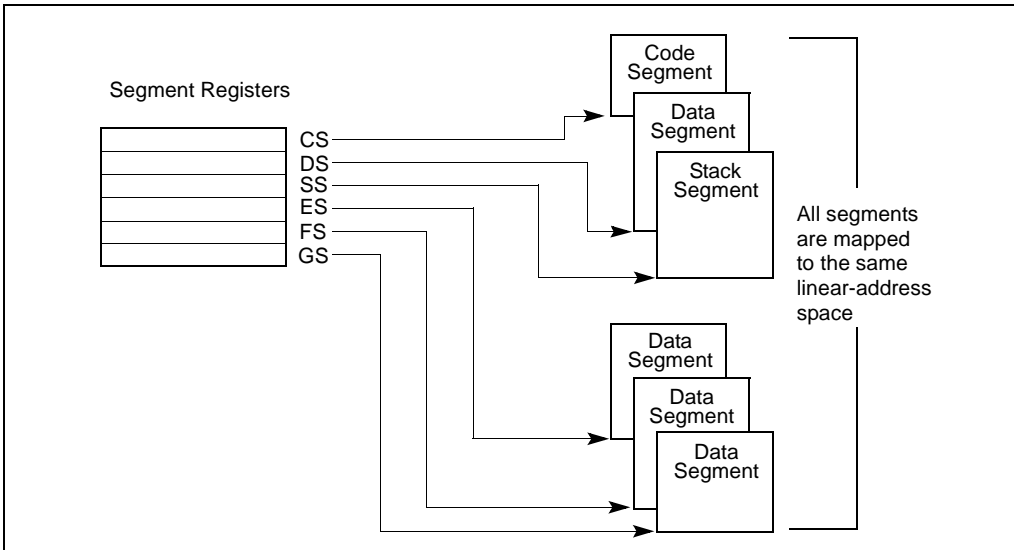 Segment Registers
CS
DS
SS
ES
FS
GS
Code
Segment
Data
Segment
Stack
Segment
Data
Segment
Data
Segment
Data
Segment
All segments
are mapped
to the same
linear-address
space